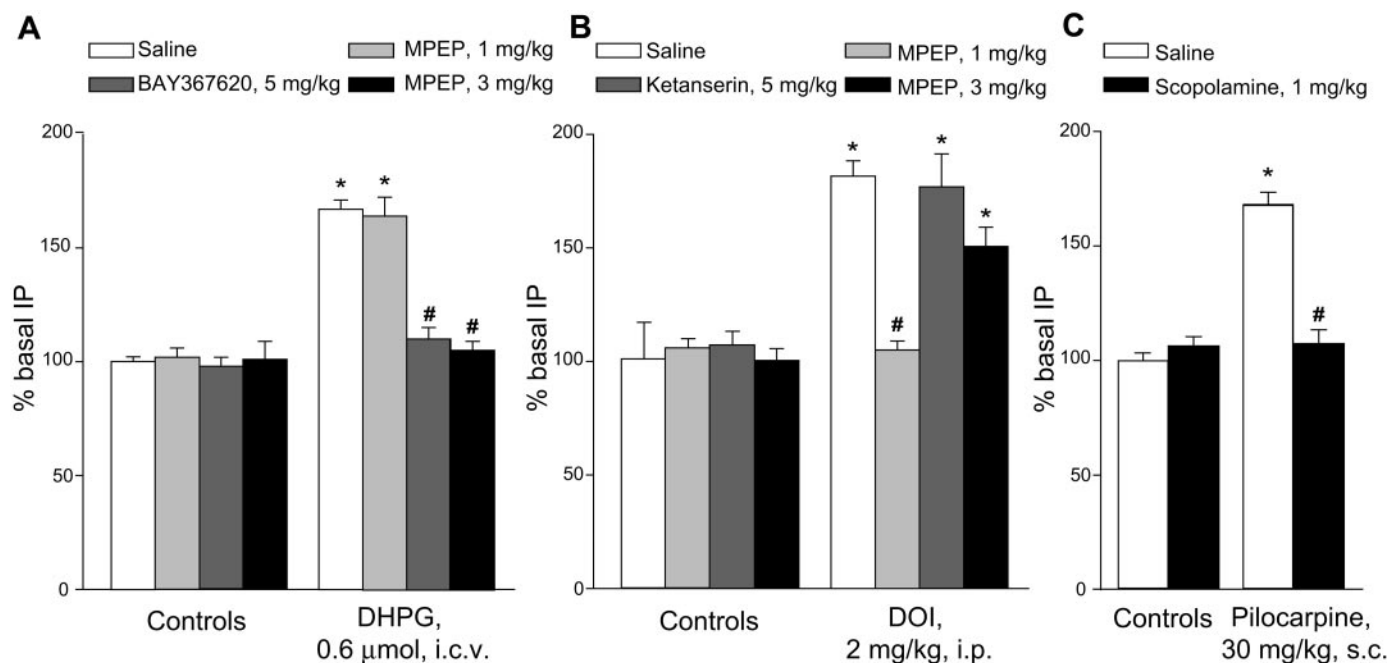 A
Saline
MPEP, 1 mg/kg
BAY367620, 5 mg/kg
MPEP, 3 mg/kg
% basal IP
200
150
100
50
0
* * # #
Controls
DHPG,
0.6 μmol, i.c.v.
B
Saline
MPEP, 1 mg/kg
Ketanserin, 5 mg/kg
MPEP, 3 mg/kg
% basal IP
200
150
100
50
0
* # * *
Controls
DOI,
2 mg/kg, i.p.
C
Saline
Scopolamine, 1 mg/kg
% basal IP
200
150
100
50
0
* #
Controls
Pilocarpine,
30 mg/kg, s.c.